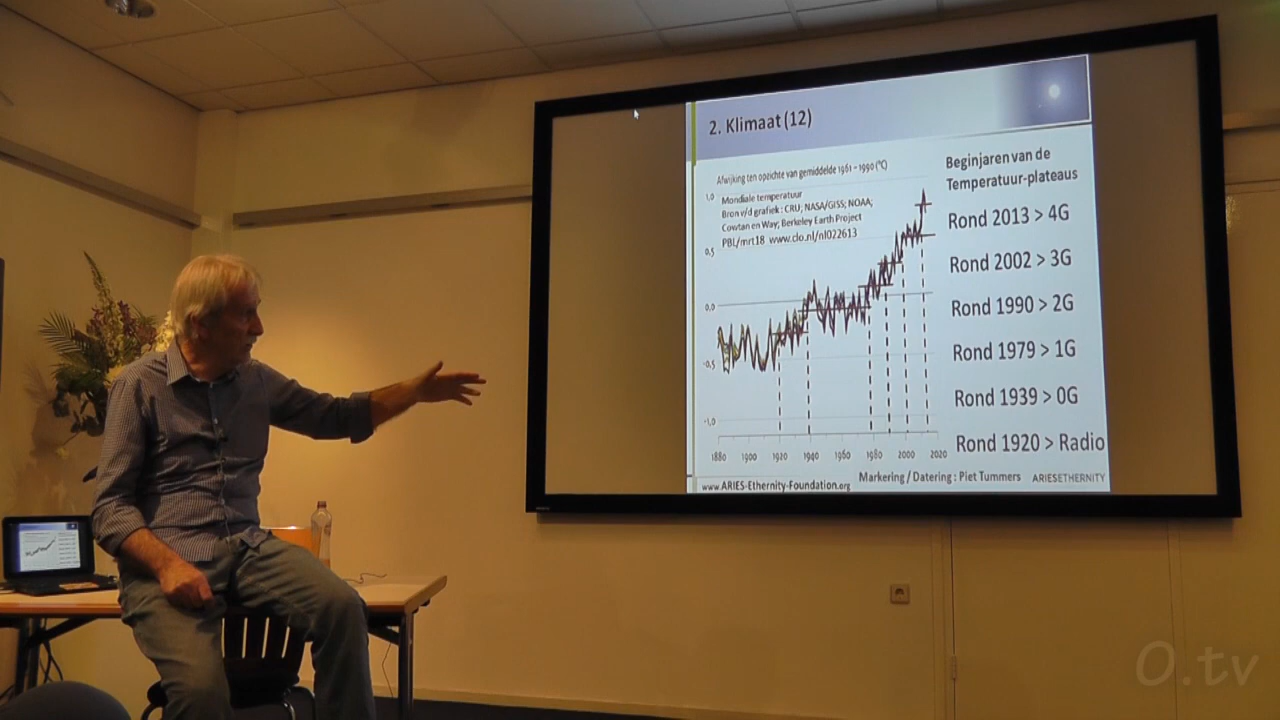 2. Klimaat (12)
Afwijking ten opzichte van gemiddelde 1961 – 1990 (°C)
1,0
Mondiale temperatuur
Bron v/d grafiek : CRU; NASA/GISS; NOAA;
Cowtan en Way; Berkeley Earth Project
PBL/mrt18 www.clo.nl/nl022613
0,5
0,0
-0,5
-1,0
1880 1900 1920 1940 1960 1980 2000 2020
Beginjaren van de
Temperatuur-plateaus
Rond 2013 > 4G
Rond 2002 > 3G
Rond 1990 > 2G
Rond 1979 > 1G
Rond 1939 > 0G
Rond 1920 > Radio
www.ARIES-Ethernity-Foundation.org
Markering / Datering : Piet Tummers
ARIESETHERNITY
O.tv